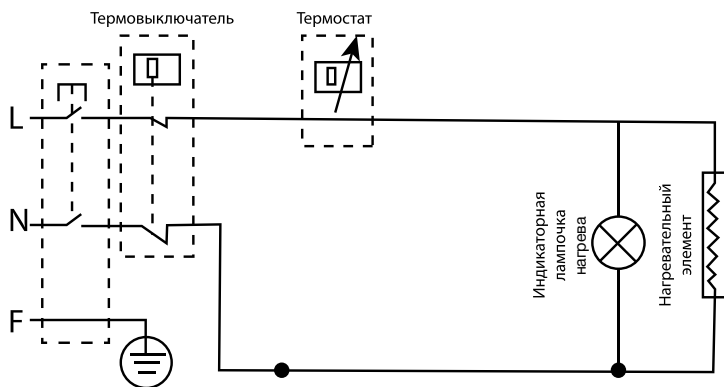 Термовыключатель
Термостат
L
N
F
Индикаторная
лампочка
нагрева
Нагревательный
элемент